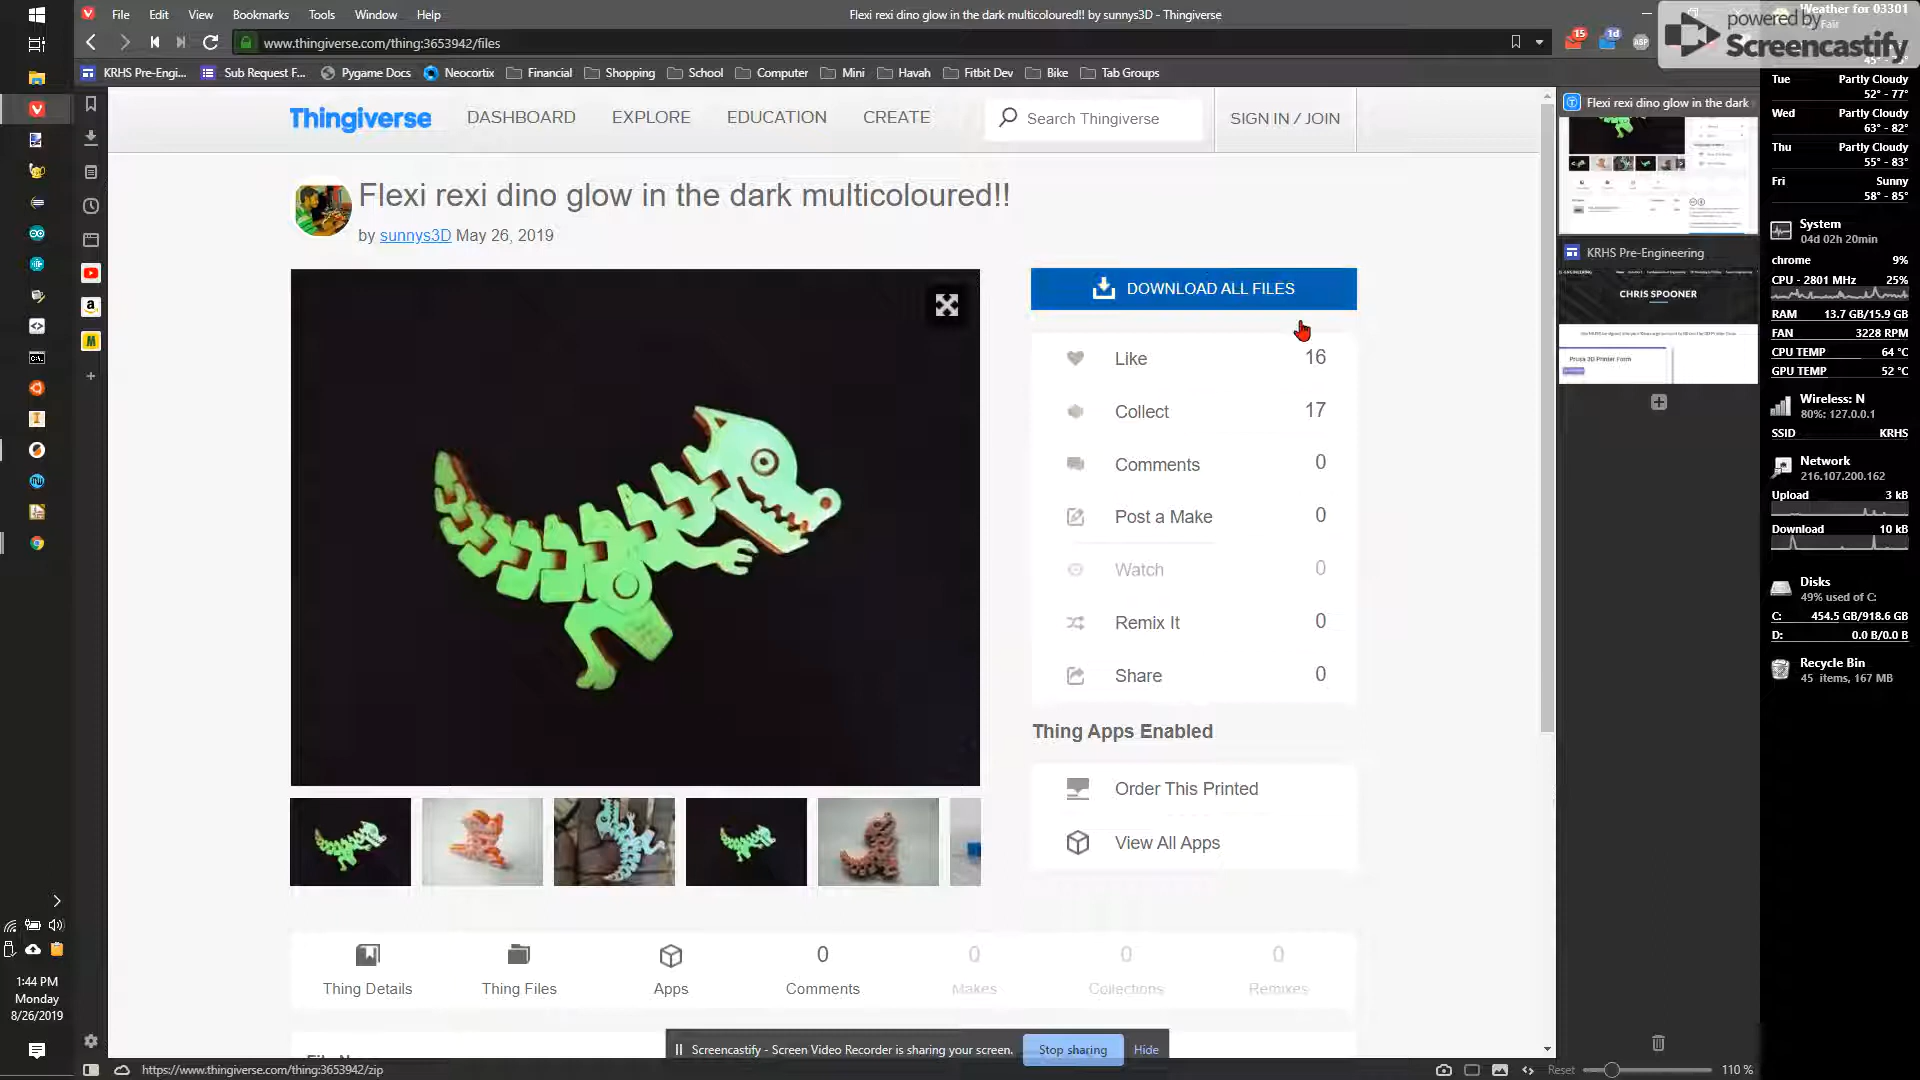 File Edit View Bookmarks Tools Window Help
Flexi rexi dino glow in the dark multicoloured!! by sunnys3D - Thingiverse
www.thingiverse.com/thing:3653942/files
15
1d
ABP
KRHS Pre-Engi... Sub Request F... Pygame Docs Neocortix Financial Shopping School Computer Mini Havah Fitbit Dev Bike Tab Groups
Thingiverse DASHBOARD EXPLORE EDUCATION CREATE Search Thingiverse SIGN IN / JOIN
Flexi rexi dino glow in the dark multicoloured!!
by sunnys3D May 26, 2019
DOWNLOAD ALL FILES
Like 16
Collect 17
Comments 0
Post a Make 0
Watch 0
Remix It 0
Share 0
Thing Apps Enabled
Order This Printed
View All Apps
Thing Details
Thing Files
Apps
0 Comments
0 Makes
0 Collections
0 Remixes
Screencastify - Screen Video Recorder is sharing your screen. Stop sharing Hide
https://www.thingiverse.com/thing:3653942/zip
Reset 110 %
1:44 PM
Monday
8/26/2019
Flexi rexi dino glow in the dark
KRHS Pre-Engineering
CHRIS SPOONER
Prusa 3D Printer Form
powered by
Screencastify
Weather for 03301
Fair
Tue Partly Cloudy
52° - 77°
Wed Partly Cloudy
63° - 82°
Thu Partly Cloudy
55° - 83°
Fri Sunny
58° - 85°
System
04d 02h 20min
chrome 9%
CPU - 2801 MHz 25%
RAM 13.7 GB/15.9 GB
FAN 3228 RPM
CPU TEMP 64 °C
GPU TEMP 52 °C
Wireless: N
80%: 127.0.0.1
SSID KRHS
Network
216.107.200.162
Upload 3 kB
Download 10 kB
Disks
49% used of C:
C: 454.5 GB/918.6 GB
D: 0.0 B/0.0 B
Recycle Bin
45 items, 167 MB